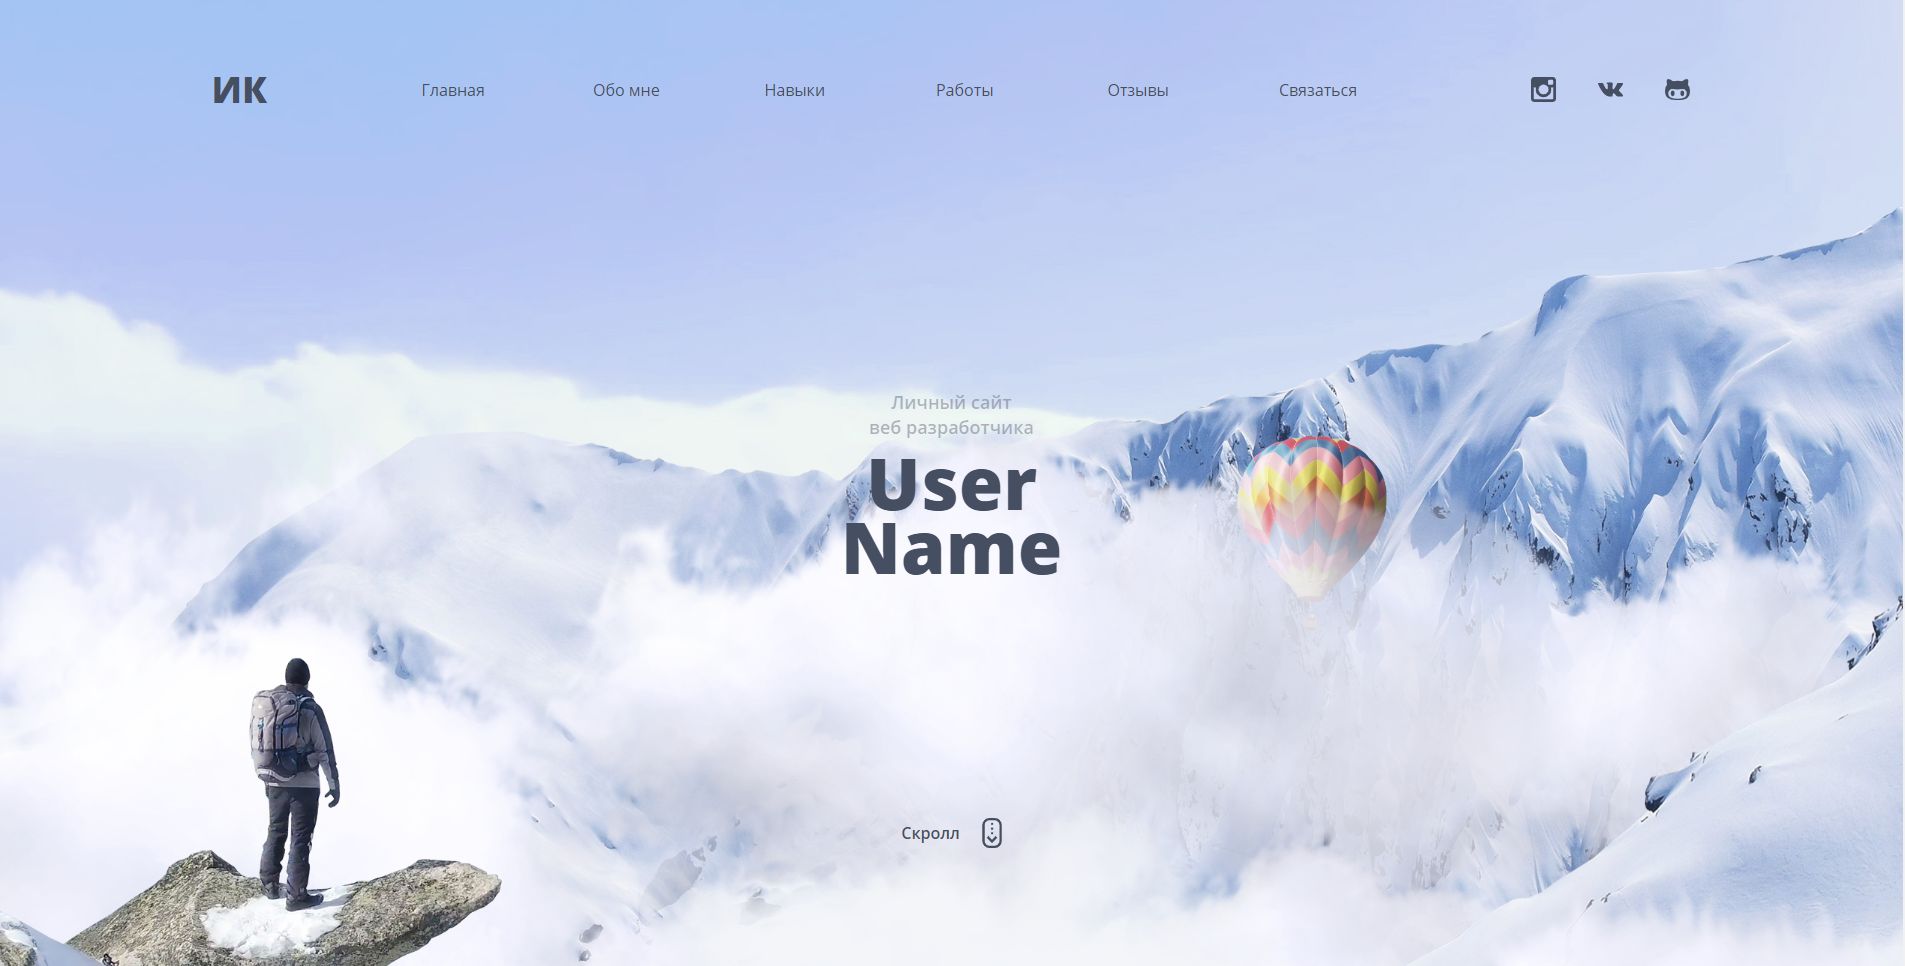 ИК
Главная
Обо мне
Навыки
Работы
Отзывы
Связаться
Личный сайт
веб разработчика
User
Name
Скролл